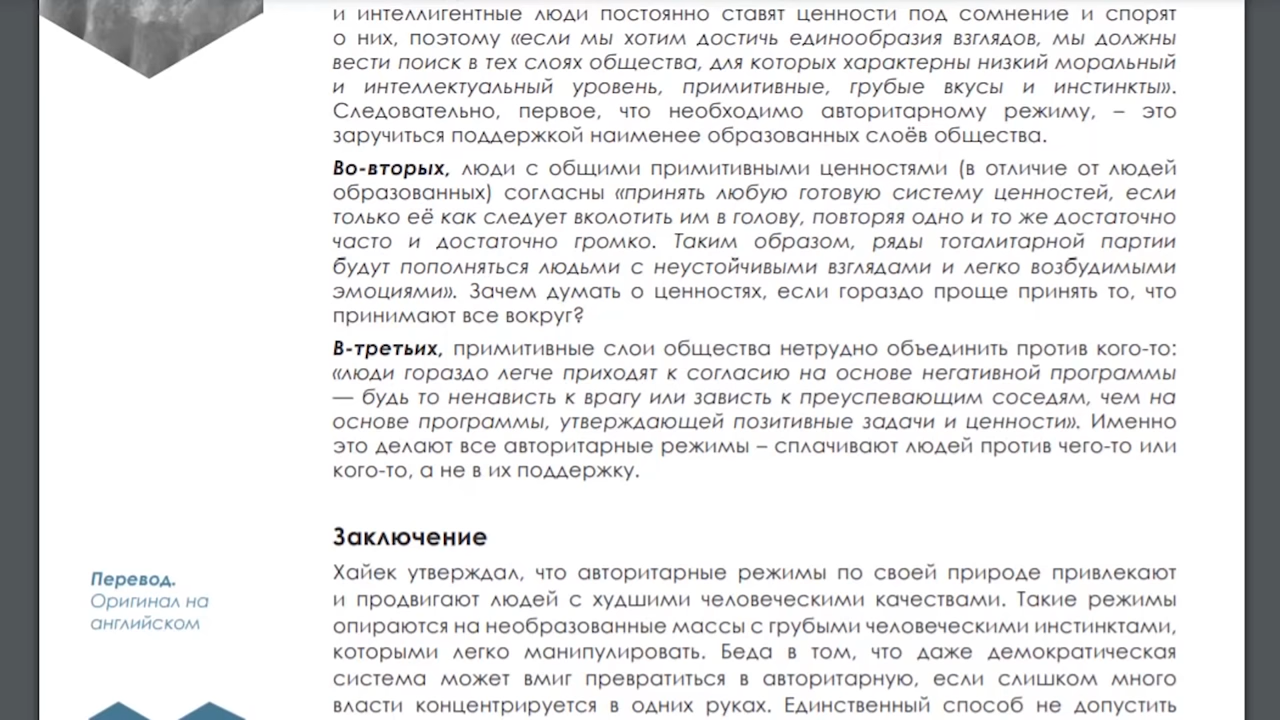 и интеллигентные люди постоянно ставят ценности под сомнение и спорят
о них, поэтому «если мы хотим достичь единообразия взглядов, мы должны
вести поиск в тех слоях общества, для которых характерны низкий моральный
и интеллектуальный уровень, примитивные, грубые вкусы и инстинкты».
Следовательно, первое, что необходимо авторитарному режиму, – это
заручиться поддержкой наименее образованных слоёв общества.
Во-вторых, люди с общими примитивными ценностями (в отличие от людей
образованных) согласны «принять любую готовую систему ценностей, если
только её как следует вколотить им в голову, повторяя одно и то же достаточно
часто и достаточно громко. Таким образом, ряды тоталитарной партии
будут пополняться людьми с неустойчивыми взглядами и легко возбудимыми
эмоциями». Зачем думать о ценностях, если гораздо проще принять то, что
принимают все вокруг?
В-третьих, примитивные слои общества нетрудно объединить против кого-то:
«люди гораздо легче приходят к согласию на основе негативной программы
— будь то ненависть к врагу или зависть к преуспевающим соседям, чем на
основе программы, утверждающей позитивные задачи и ценности». Именно
это делают все авторитарные режимы – сплачивают людей против чего-то или
кого-то, а не в их поддержку.
Заключение
Перевод.
Оригинал на
английском
Хайек утверждал, что авторитарные режимы по своей природе привлекают
и продвигают людей с худшими человеческими качествами. Такие режимы
опираются на необразованные массы с грубыми человеческими инстинктами,
которыми легко манипулировать. Беда в том, что даже демократическая
система может вмиг превратиться в авторитарную, если слишком много
власти концентрируется в одних руках. Единственный способ не допустить